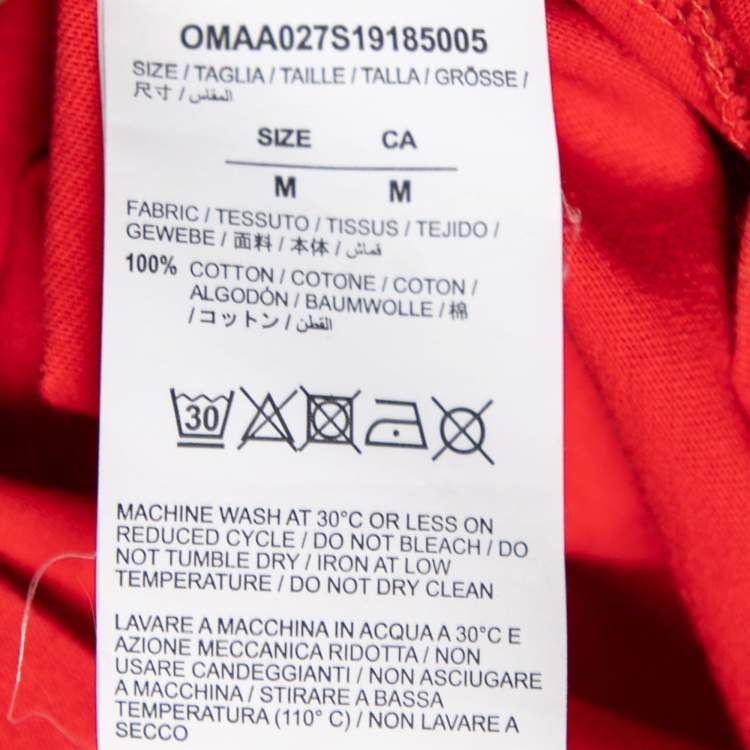 OMAA027S19185005
SIZE / TAGLIA / TAILLE / TALLA / GRÖSSE /
尺寸 / المقاس
SIZE CA
M M
FABRIC / TESSUTO / TISSUS / TEJIDO /
GEWEBE / 面料 / 本体 / قماش
100% COTTON / COTONE / COTON /
ALGODÓN / BAUMWOLLE / 棉
/ コットン / القطن
30
MACHINE WASH AT 30°C OR LESS ON
REDUCED CYCLE / DO NOT BLEACH / DO
NOT TUMBLE DRY / IRON AT LOW
TEMPERATURE / DO NOT DRY CLEAN
LAVARE A MACCHINA IN ACQUA A 30°C E
AZIONE MECCANICA RIDOTTA / NON
USARE CANDEGGIANTI / NON ASCIUGARE
A MACCHINA / STIRARE A BASSA
TEMPERATURA (110° C) / NON LAVARE A
SECCO